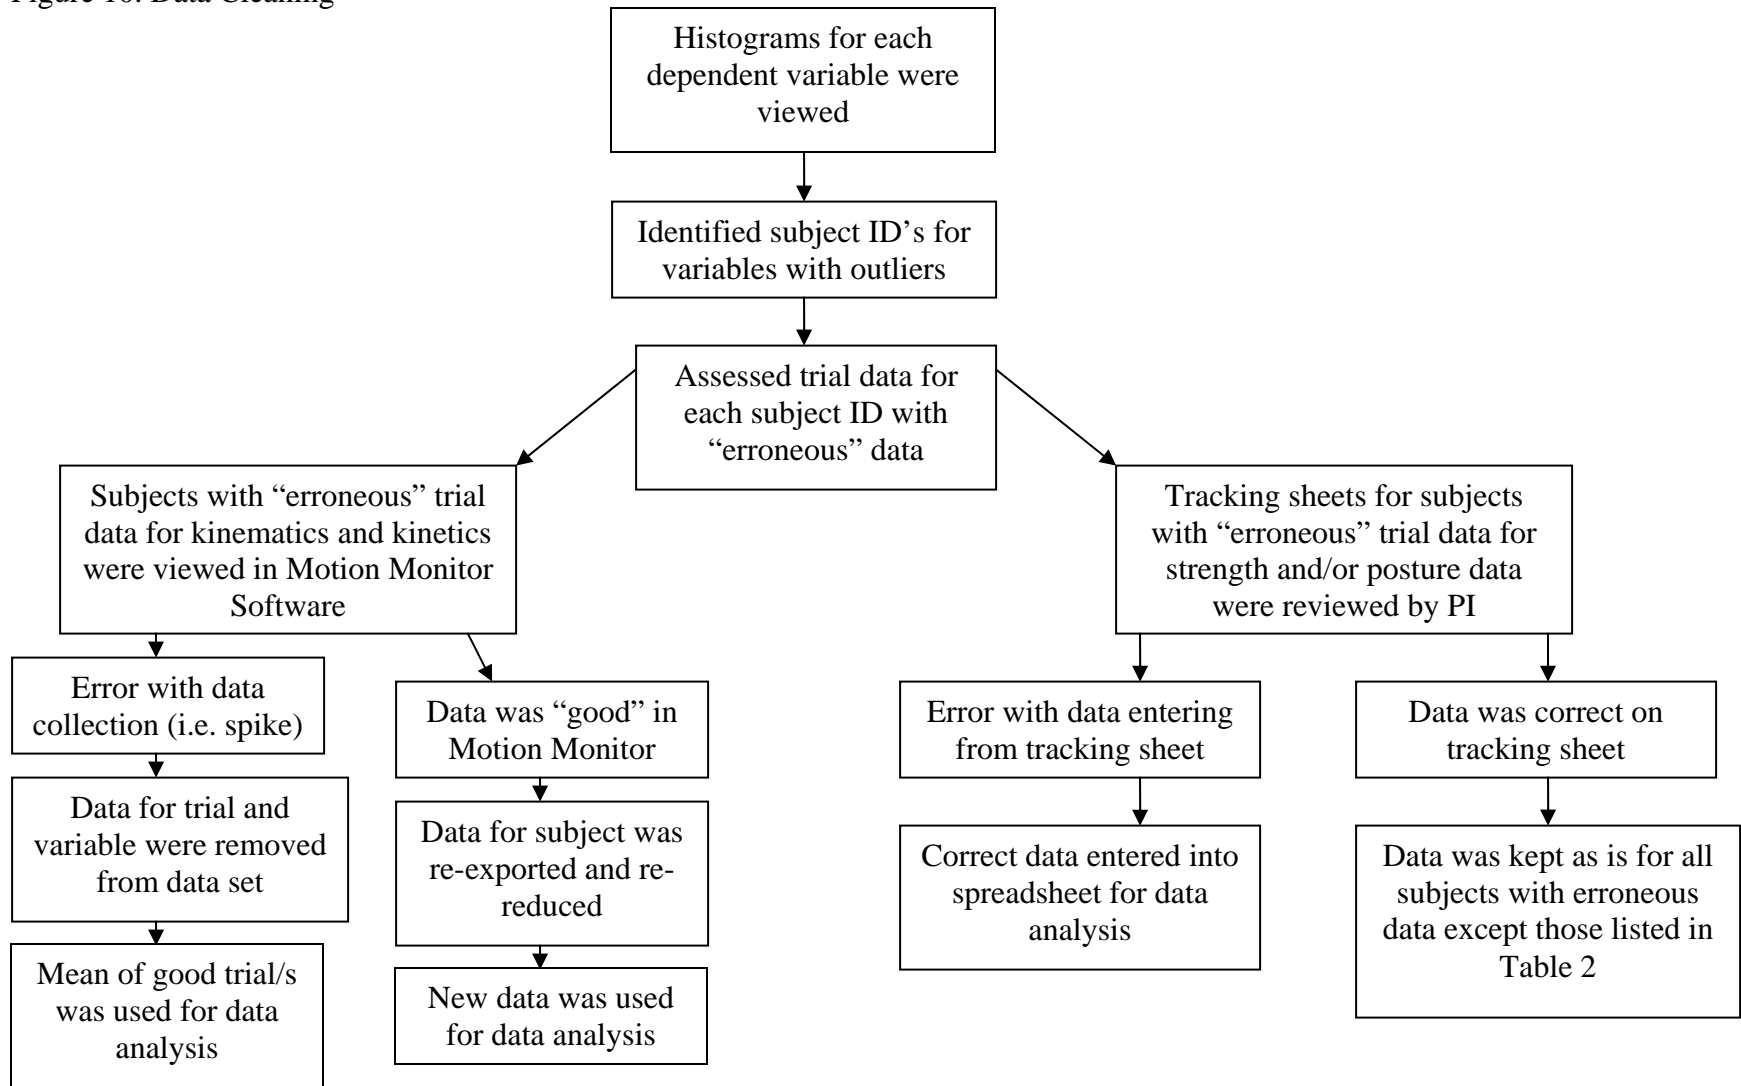 Figure 10. Data Cleaning
Histograms for each
dependent variable were
viewed
Identified subject ID’s for
variables with outliers
Assessed trial data for
each subject ID with
“erroneous” data
Subjects with “erroneous” trial
data for kinematics and kinetics
were viewed in Motion Monitor
Software
Tracking sheets for subjects
with “erroneous” trial data for
strength and/or posture data
were reviewed by PI
Error with data
collection (i.e. spike)
Data was “good” in
Motion Monitor
Error with data entering
from tracking sheet
Data was correct on
tracking sheet
Data for trial and
variable were removed
from data set
Data for subject was
re-exported and re-
reduced
Correct data entered into
spreadsheet for data
analysis
Data was kept as is for all
subjects with erroneous
data except those listed in
Table 2
Mean of good trial/s
was used for data
analysis
New data was used
for data analysis